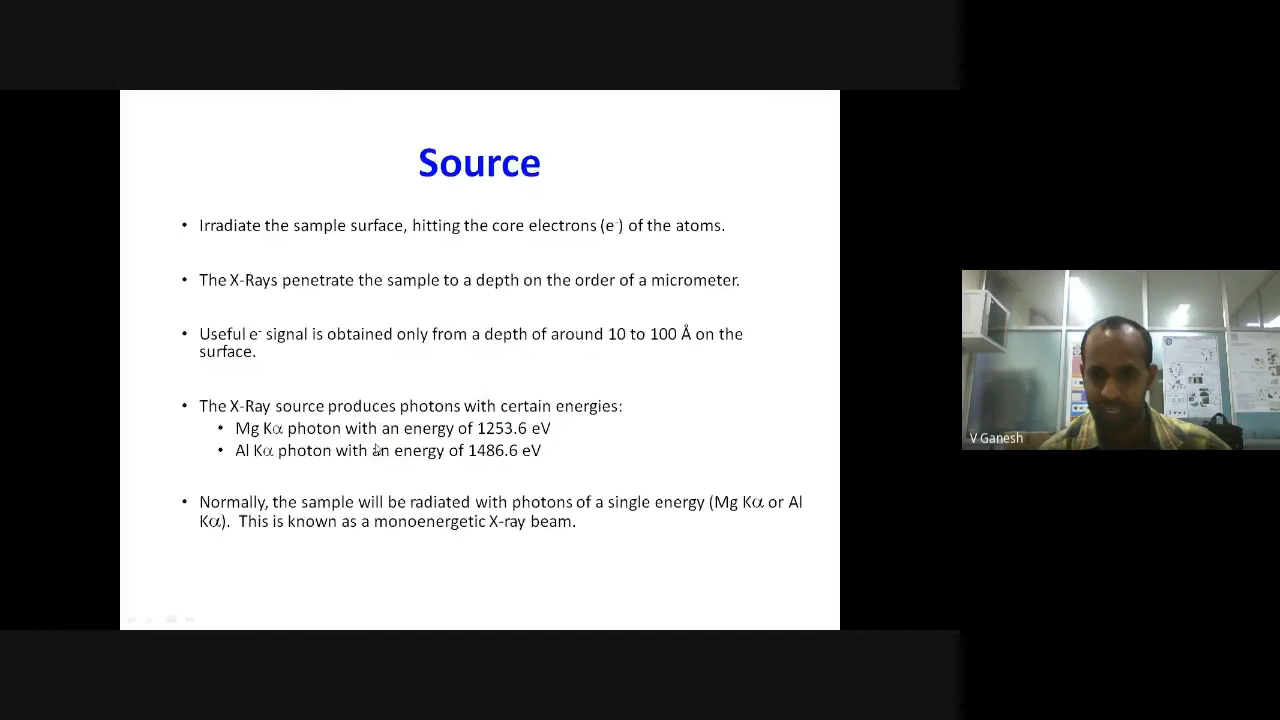 Source
• Irradiate the sample surface, hitting the core electrons (e-) of the atoms.
• The X-Rays penetrate the sample to a depth on the order of a micrometer.
• Useful e- signal is obtained only from a depth of around 10 to 100 Å on the
surface.
• The X-Ray source produces photons with certain energies:
• Mg Kα photon with an energy of 1253.6 eV
• Al Kα photon with an energy of 1486.6 eV
• Normally, the sample will be radiated with photons of a single energy (Mg Kα or Al
Kα). This is known as a monoenergetic X-ray beam.
V Ganesh